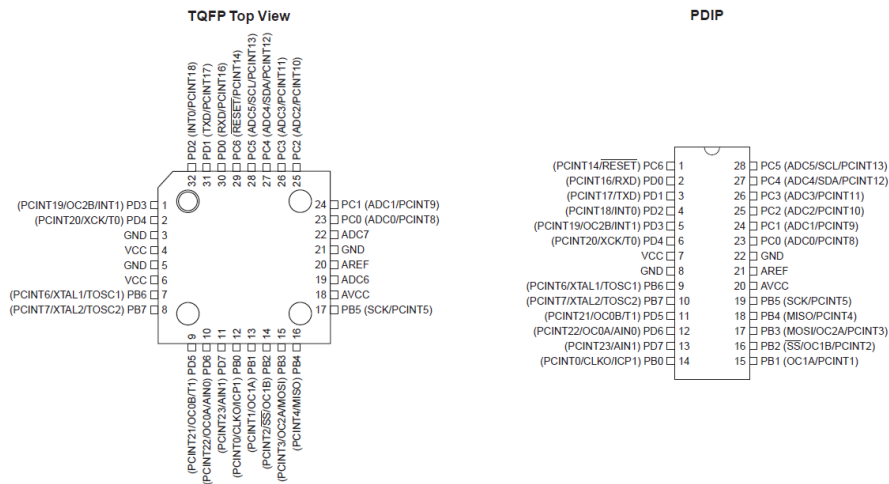 TQFP Top View
PD2 (INT0/PCINT18)
PD1 (TXD/PCINT17)
PD0 (RXD/PCINT16)
PC6 (RESET/PCINT14)
PC5 (ADC5/SCL/PCINT13)
PC4 (ADC4/SDA/PCINT12)
PC3 (ADC3/PCINT11)
PC2 (ADC2/PCINT10)
32 31 30 29 28 27 26 25
(PCINT19/OC2B/INT1) PD3 1
(PCINT20/XCK/T0) PD4 2
GND 3
VCC 4
GND 5
VCC 6
(PCINT6/XTAL1/TOSC1) PB6 7
(PCINT7/XTAL2/TOSC2) PB7 8
24 PC1 (ADC1/PCINT9)
23 PC0 (ADC0/PCINT8)
22 ADC7
21 GND
20 AREF
19 ADC6
18 AVCC
17 PB5 (SCK/PCINT5)
9 10 11 12 13 14 15 16
(PCINT21/OC0B/T1) PD5
(PCINT22/OC0A/AIN0) PD6
(PCINT23/AIN1) PD7
(PCINT0/CLKO/ICP1) PB0
(PCINT1/OC1A) PB1
(PCINT2/SS/OC1B) PB2
(PCINT3/OC2A/MOSI) PB3
(PCINT4/MISO) PB4
PDIP
(PCINT14/RESET) PC6 1
(PCINT16/RXD) PD0 2
(PCINT17/TXD) PD1 3
(PCINT18/INT0) PD2 4
(PCINT19/OC2B/INT1) PD3 5
(PCINT20/XCK/T0) PD4 6
VCC 7
GND 8
(PCINT6/XTAL1/TOSC1) PB6 9
(PCINT7/XTAL2/TOSC2) PB7 10
(PCINT21/OC0B/T1) PD5 11
(PCINT22/OC0A/AIN0) PD6 12
(PCINT23/AIN1) PD7 13
(PCINT0/CLKO/ICP1) PB0 14
28 PC5 (ADC5/SCL/PCINT13)
27 PC4 (ADC4/SDA/PCINT12)
26 PC3 (ADC3/PCINT11)
25 PC2 (ADC2/PCINT10)
24 PC1 (ADC1/PCINT9)
23 PC0 (ADC0/PCINT8)
22 GND
21 AREF
20 AVCC
19 PB5 (SCK/PCINT5)
18 PB4 (MISO/PCINT4)
17 PB3 (MOSI/OC2A/PCINT3)
16 PB2 (SS/OC1B/PCINT2)
15 PB1 (OC1A/PCINT1)